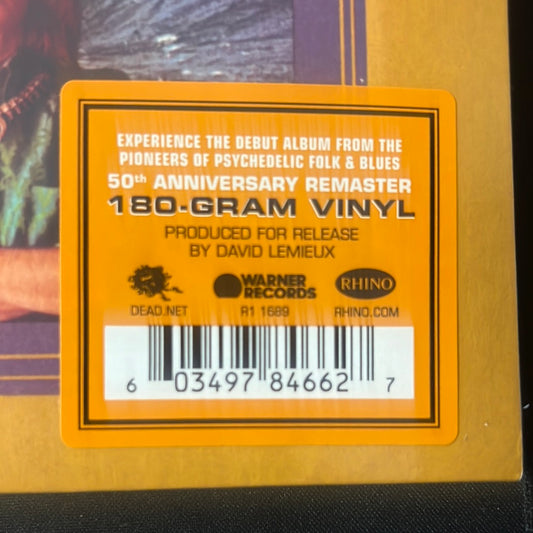 EXPERIENCE THE DEBUT ALBUM FROM THE
PIONEERS OF PSYCHEDELIC FOLK & BLUES
50th ANNIVERSARY REMASTER
180-GRAM VINYL
PRODUCED FOR RELEASE
BY DAVID LEMIEUX
WARNER
RECORDS
RHINO
DEAD.NET
R1 1689
RHINO.COM
6 03497 84662 7